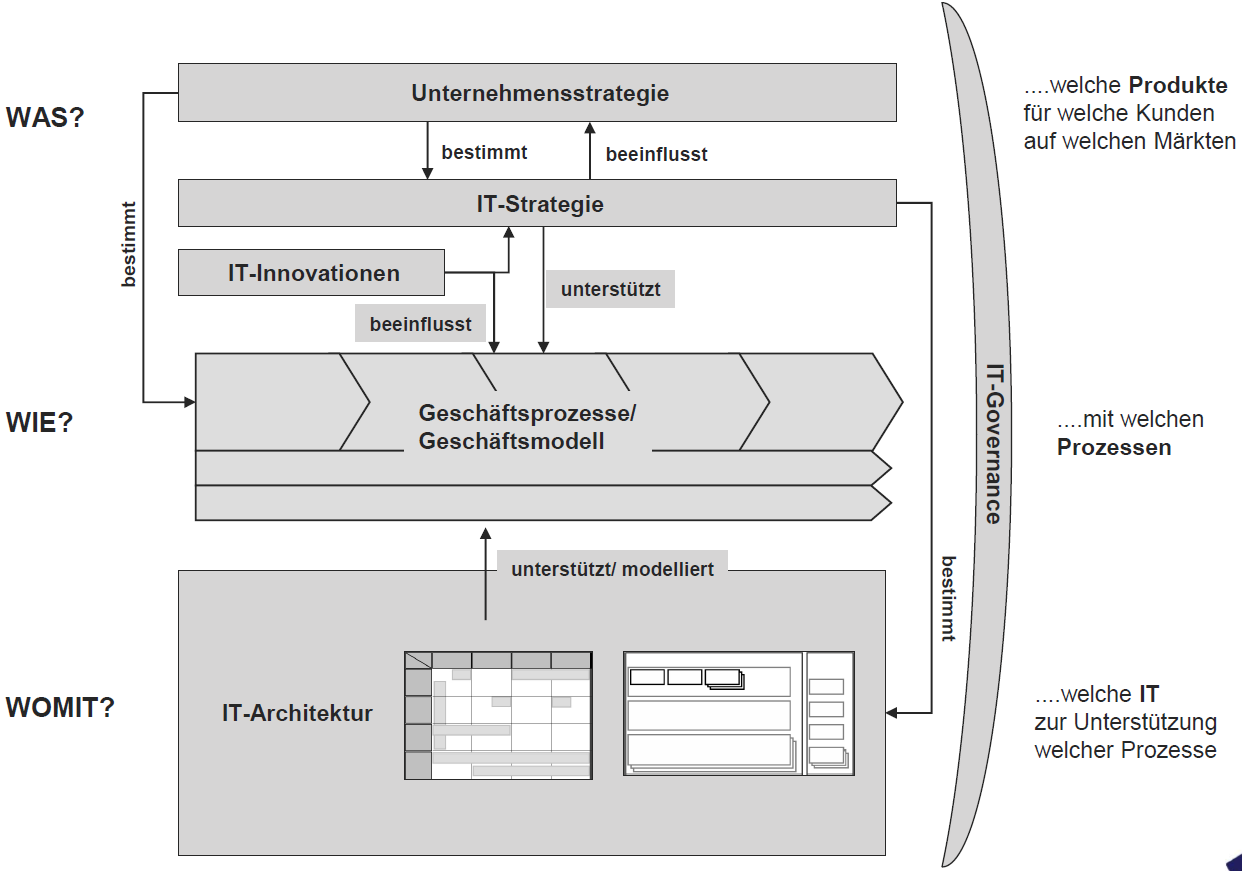 WAS?
Unternehmensstrategie
....welche Produkte
für welche Kunden
auf welchen Märkten
bestimmt
beeinflusst
bestimmt
IT-Strategie
IT-Innovationen
unterstützt
beeinflusst
WIE?
Geschäftsprozesse/
Geschäftsmodell
IT-Governance
....mit welchen
Prozessen
unterstützt/ modelliert
bestimmt
WOMIT?
IT-Architektur
....welche IT
zur Unterstützung
welcher Prozesse